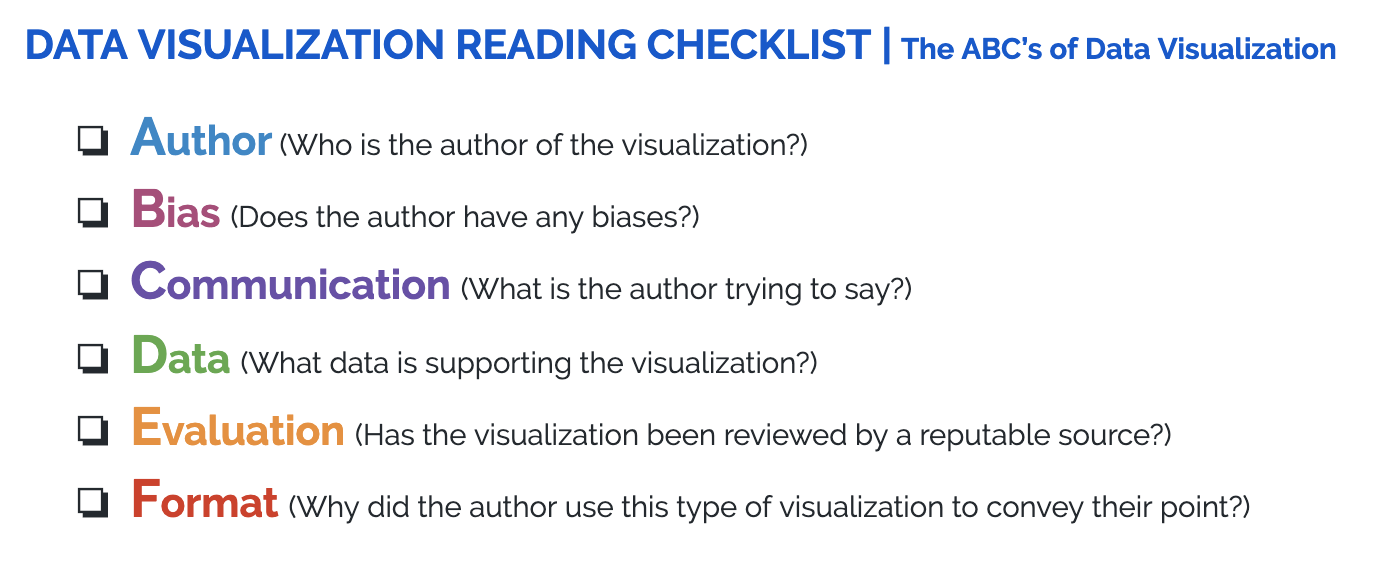 DATA VISUALIZATION READING CHECKLIST | The ABC's of Data Visualization
Author (Who is the author of the visualization?)
Bias (Does the author have any biases?)
Communication (What is the author trying to say?)
Data (What data is supporting the visualization?)
Evaluation (Has the visualization been reviewed by a reputable source?)
Format (Why did the author use this type of visualization to convey their point?)